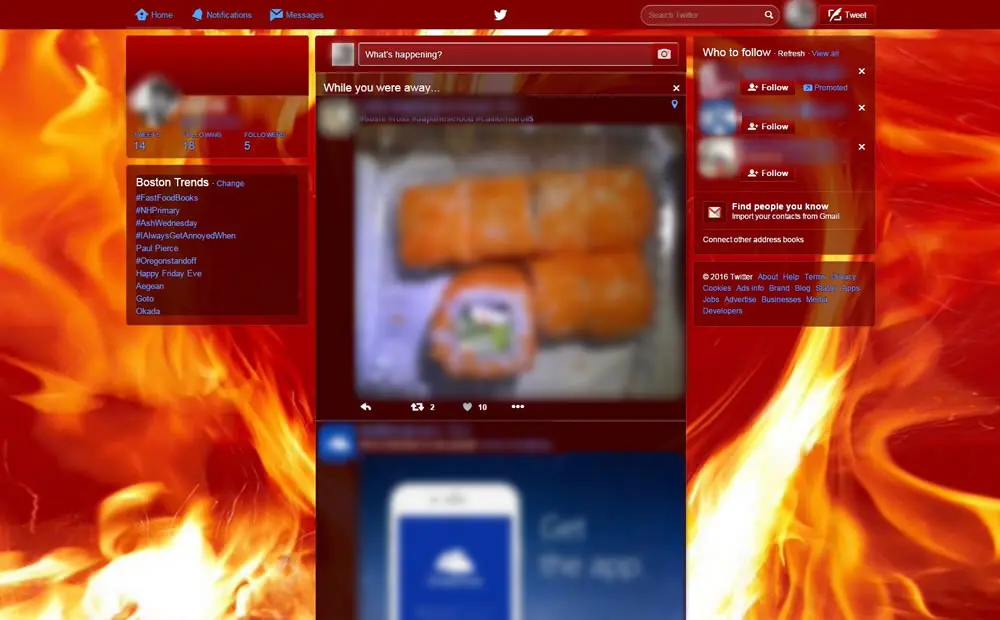 Home Notifications Messages Search Twitter Tweet
What's happening?
While you were away...
2 10
Get
the app.
TWEETS FOLLOWING FOLLOWERS
14 18 5
Boston Trends · Change
#FastFoodBooks
#NHPrimary
#AshWednesday
#IAlwaysGetAnnoyedWhen
Paul Pierce
#Oregonstandoff
Happy Friday Eve
Aegean
Goto
Okada
Who to follow · Refresh · View all
Follow Promoted
Follow
Follow
Find people you know
Import your contacts from Gmail
Connect other address books
© 2016 Twitter About Help Terms Privacy
Cookies Ads info Brand Blog Status Apps
Jobs Advertise Businesses Media
Developers